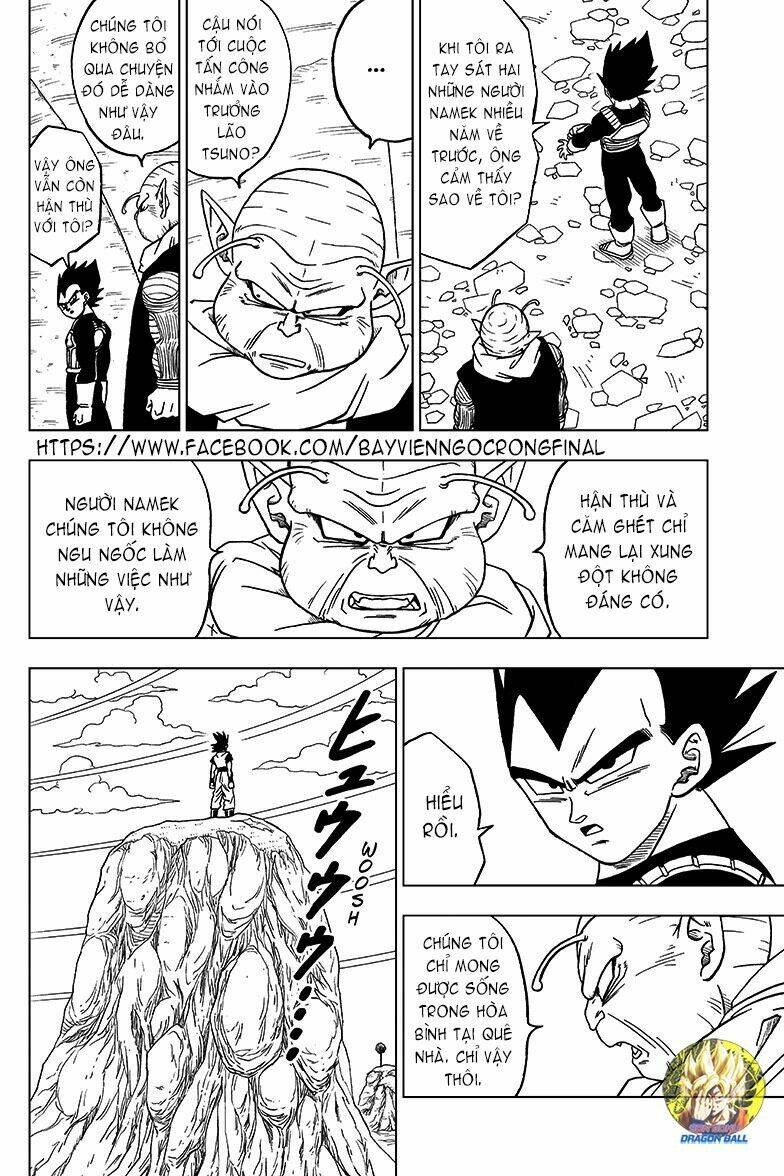 KHI TÔI RA
TAY SÁT HẠI
NHỮNG NGƯỜI
NAMEK NHIỀU
NĂM VỀ
TRƯỚC, ÔNG
CẢM THẤY
SAO VỀ TÔI?
...
CẬU NÓI
TỚI CUỘC
TẤN CÔNG
NHẮM VÀO
TRƯỞNG
LÃO
TSUNO?
CHÚNG TÔI
KHÔNG BỎ
QUA CHUYỆN
ĐÓ DỄ DÀNG
NHƯ VẬY
ĐÂU.
VẬY ÔNG
VẪN CÒN
HẬN THÙ
VỚI TÔI?
HTTPS://WWW.FACEBOOK.COM/BAYVIENNGOCRONGFINAL
HẬN THÙ VÀ
CĂM GHÉT CHỈ
MANG LẠI XUNG
ĐỘT KHÔNG
ĐÁNG CÓ.
NGƯỜI NAMEK
CHÚNG TÔI KHÔNG
NGU NGỐC LÀM
NHỮNG VIỆC NHƯ
VẬY.
HIỂU
RỒI.
ヒュウウウウ……
WOOSH
CHÚNG TÔI
CHỈ MONG
ĐƯỢC SỐNG
TRONG HÒA
BÌNH TẠI QUÊ
NHÀ, CHỈ VẬY
THÔI.
DRAGON BALL